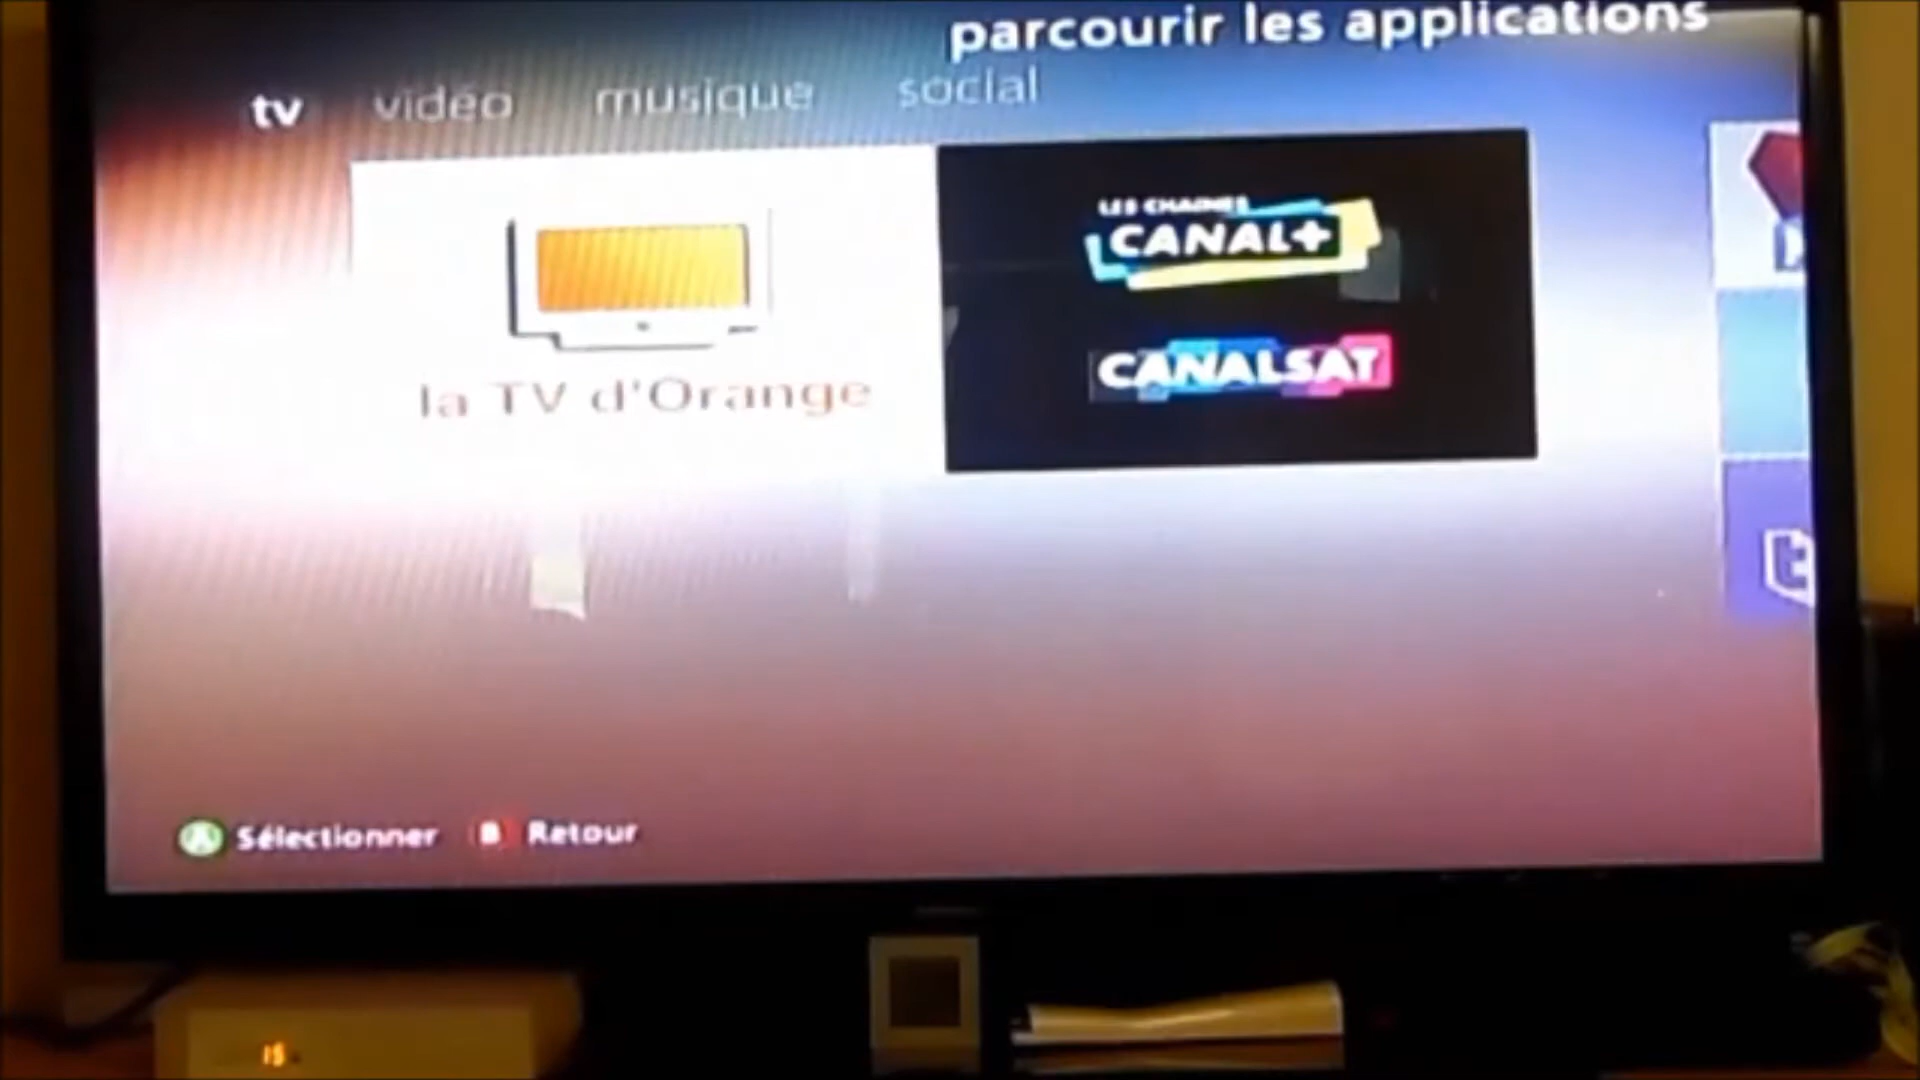 parcourir les applications
tv vidéo musique social
LES CHAINES
CANAL+
CANALSAT
la TV d'Orange
A Sélectionner B Retour